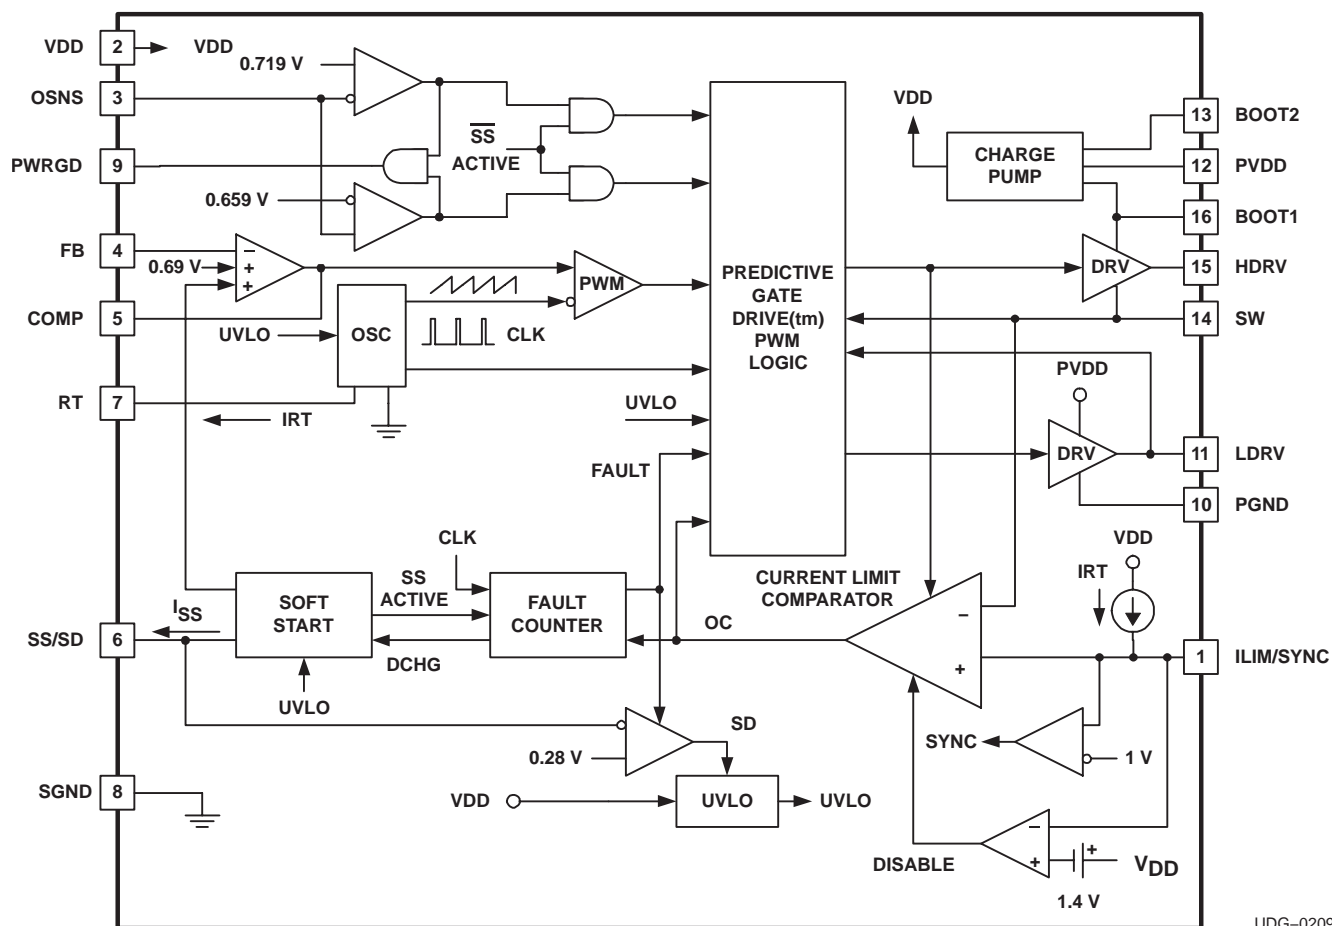 VDD
2
VDD
0.719 V
OSNS
3
SS
ACTIVE
PWRGD
9
0.659 V
FB
4
0.69 V
−
+
+
COMP
5
UVLO
OSC
CLK
PWM
RT
7
IRT
UVLO
FAULT
PREDICTIVE
GATE
DRIVE(tm)
PWM
LOGIC
VDD
CHARGE
PUMP
13
BOOT2
12
PVDD
16
BOOT1
DRV
15
HDRV
14
SW
PVDD
DRV
11
LDRV
10
PGND
CLK
SS
ACTIVE
SOFT
START
FAULT
COUNTER
DCHG
ISS
SS/SD
6
UVLO
OC
CURRENT LIMIT
COMPARATOR
−
+
VDD
IRT
1
ILIM/SYNC
SYNC
1 V
SD
0.28 V
SGND
8
VDD
UVLO
UVLO
DISABLE
−
+
+
VDD
1.4 V
UDG−0209